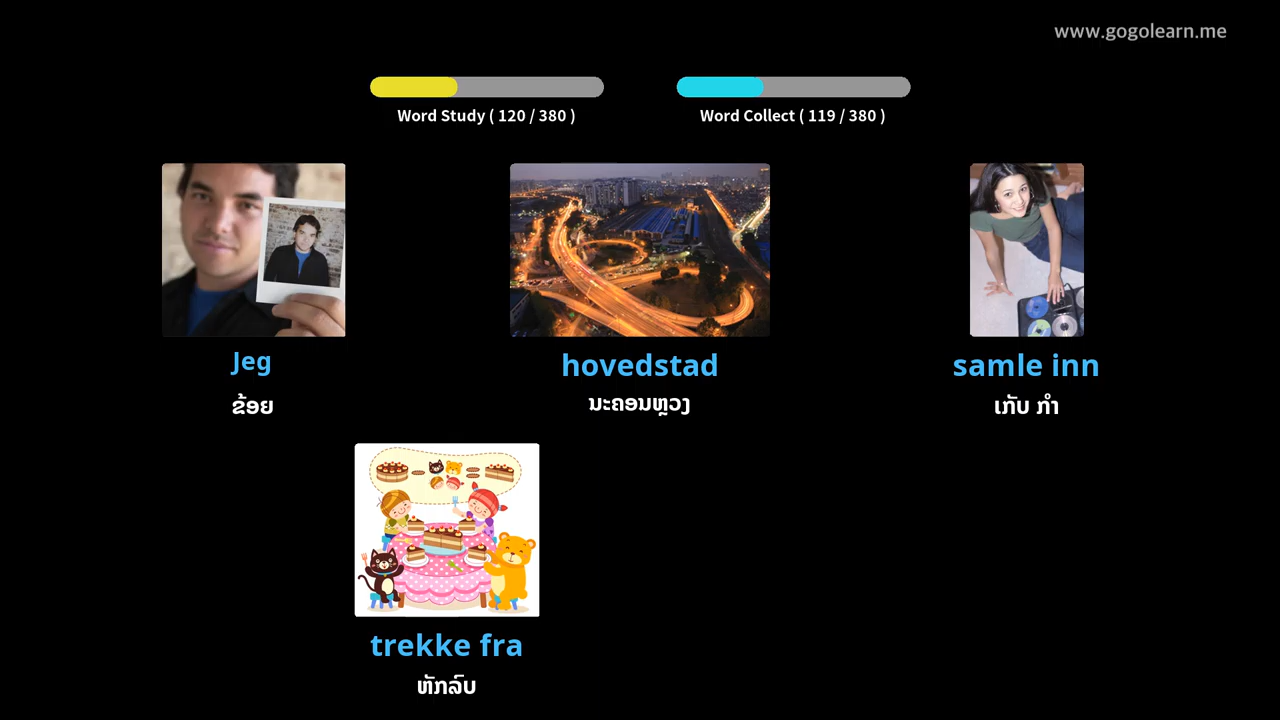 www.gogolearn.me
Word Study ( 120 / 380 )
Word Collect ( 119 / 380 )
Jeg
ຂ້ອຍ
hovedstad
ນະຄອນຫຼວງ
samle inn
ເກັບ ກຳ
trekke fra
ຫັກລົບ